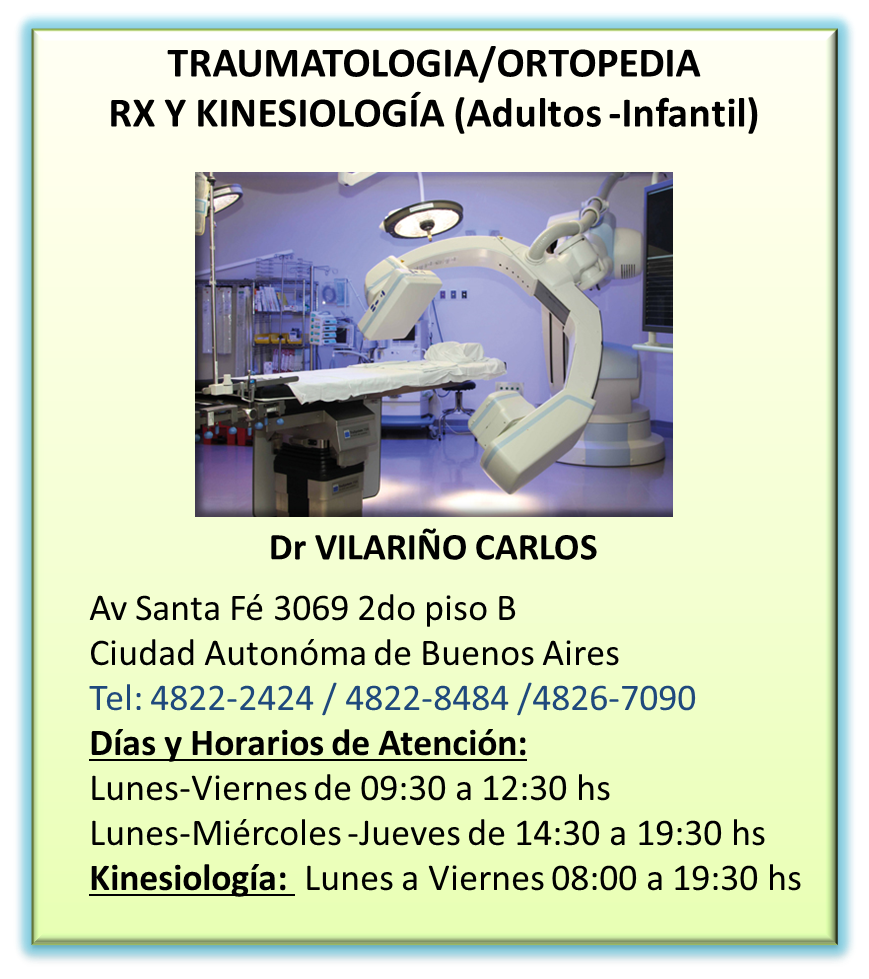 TRAUMATOLOGIA/ORTOPEDIA
RX Y KINESIOLOGÍA (Adultos -Infantil)
Dr VILARIÑO CARLOS
Av Santa Fé 3069 2do piso B
Ciudad Autonóma de Buenos Aires
Tel: 4822-2424 / 4822-8484 /4826-7090
Días y Horarios de Atención:
Lunes-Viernes de 09:30 a 12:30 hs
Lunes-Miércoles -Jueves de 14:30 a 19:30 hs
Kinesiología: Lunes a Viernes 08:00 a 19:30 hs